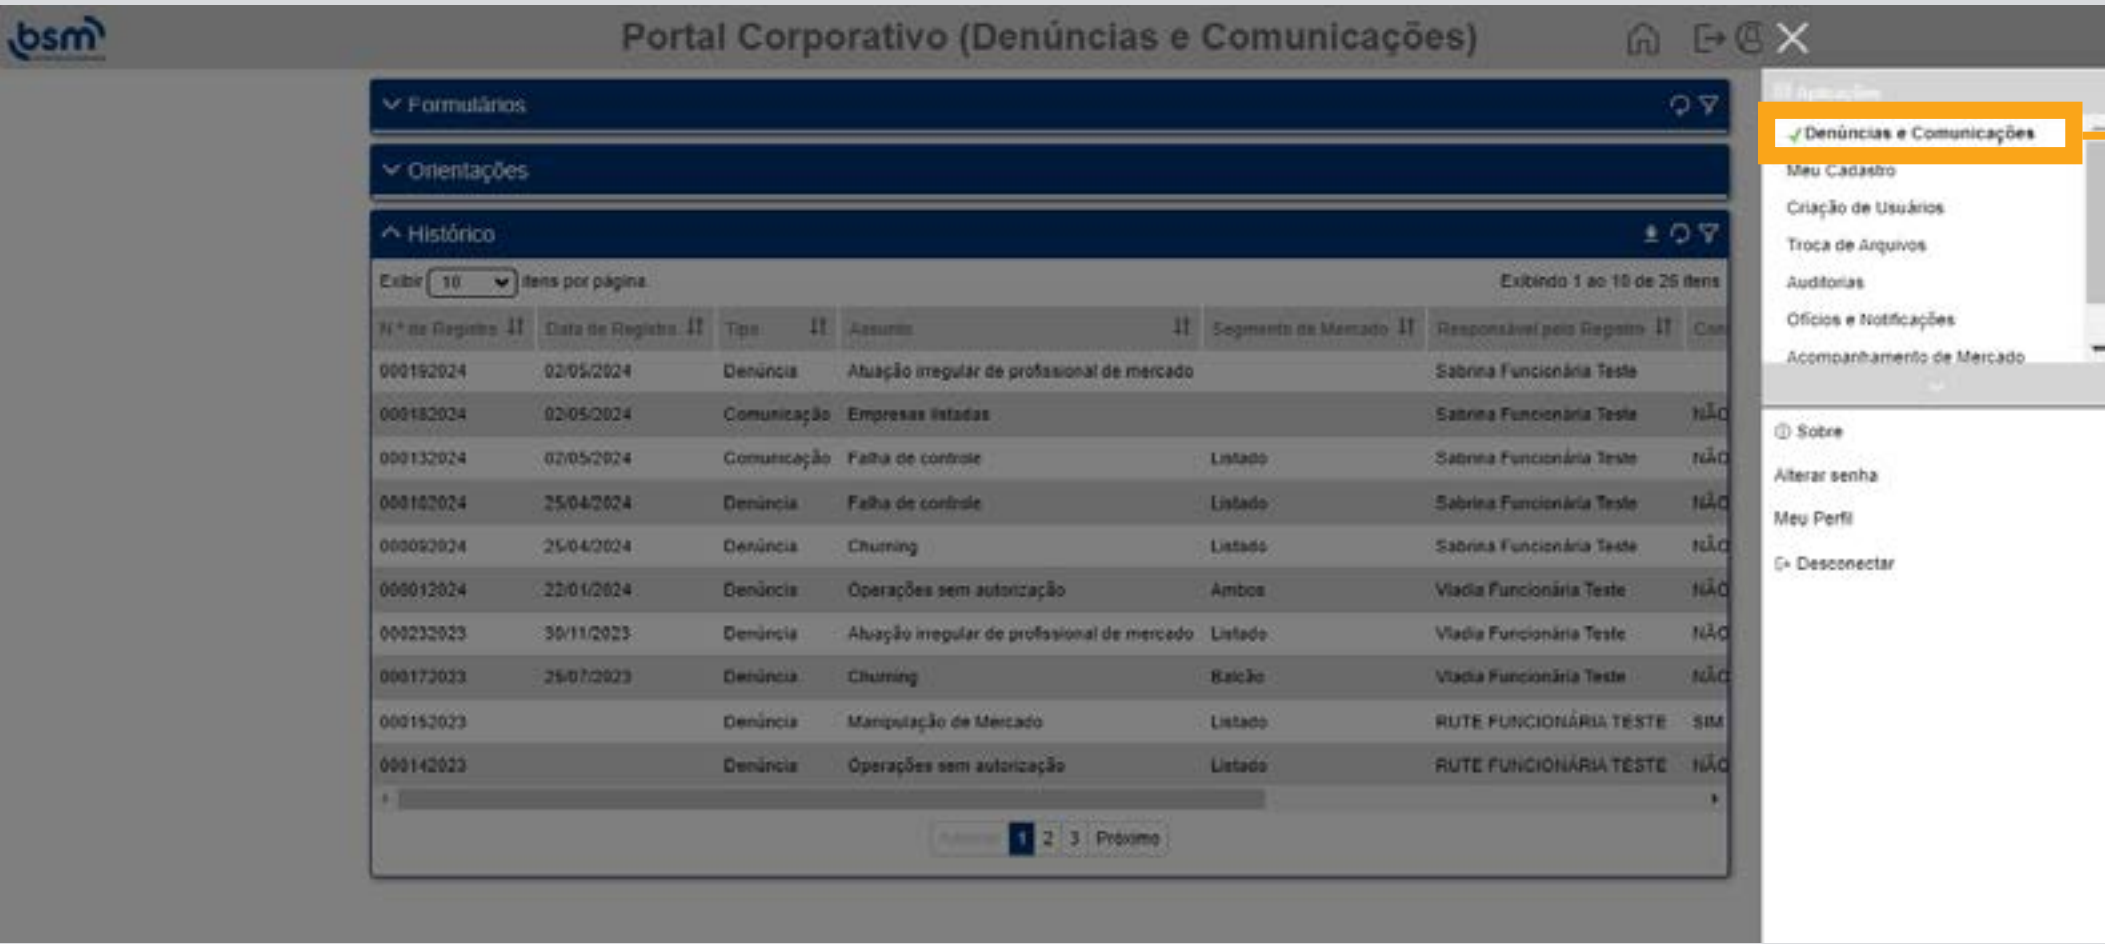 bsm
Portal Corporativo (Denúncias e Comunicações)
Formulários
Orientações
Histórico
Exibir 10 itens por página
Exibindo 1 ao 10 de 26 itens
N.º de Registro Data de Registro Tipo Assunto Segmento de Mercado Responsável pelo Registro Con
000192024 02/05/2024 Denúncia Atuação irregular de profissional de mercado Sabrina Funcionária Teste
000182024 02/05/2024 Comunicação Empresas listadas Sabrina Funcionária Teste NÃO
000132024 02/05/2024 Comunicação Falha de controle Listado Sabrina Funcionária Teste NÃO
000102024 25/04/2024 Denúncia Falha de controle Listado Sabrina Funcionária Teste NÃO
000092024 25/04/2024 Denúncia Churning Listado Sabrina Funcionária Teste NÃO
000012024 22/01/2024 Denúncia Operações sem autorização Ambos Vladia Funcionária Teste NÃO
000232023 30/11/2023 Denúncia Atuação irregular de profissional de mercado Listado Vladia Funcionária Teste NÃO
000172023 25/07/2023 Denúncia Churning Balcão Vladia Funcionária Teste NÃO
000152023 Denúncia Manipulação de Mercado Listado RUTE FUNCIONÁRIA TESTE SIM
000142023 Denúncia Operações sem autorização Listado RUTE FUNCIONÁRIA TESTE NÃO
Anterior 1 2 3 Próximo
Aplicações
Denúncias e Comunicações
Meu Cadastro
Criação de Usuários
Troca de Arquivos
Auditorias
Ofícios e Notificações
Acompanhamento de Mercado
Sobre
Alterar senha
Meu Perfil
Desconectar